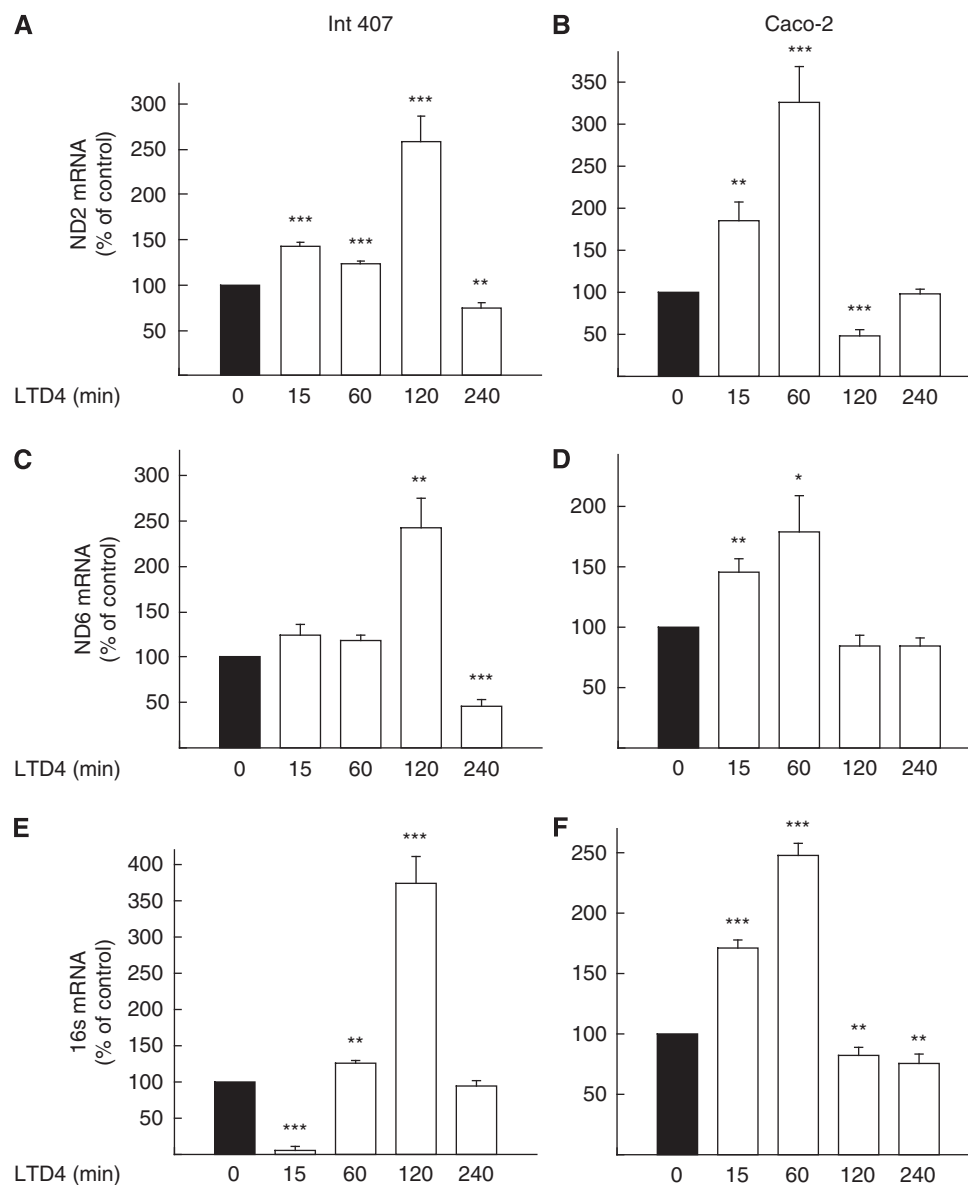 A Int 407
ND2 mRNA
(% of control)
300
250
200
150
100
50
*** *** *** **
LTD4 (min) 0 15 60 120 240
B Caco-2
350
300
250
200
150
100
50
** *** ***
0 15 60 120 240
C
ND6 mRNA
(% of control)
300
250
200
150
100
50
** ***
LTD4 (min) 0 15 60 120 240
D
200
150
100
50
** *
0 15 60 120 240
E
16s mRNA
(% of control)
400
350
300
250
200
150
100
50
*** ** ***
LTD4 (min) 0 15 60 120 240
F
250
200
150
100
50
*** *** ** **
0 15 60 120 240